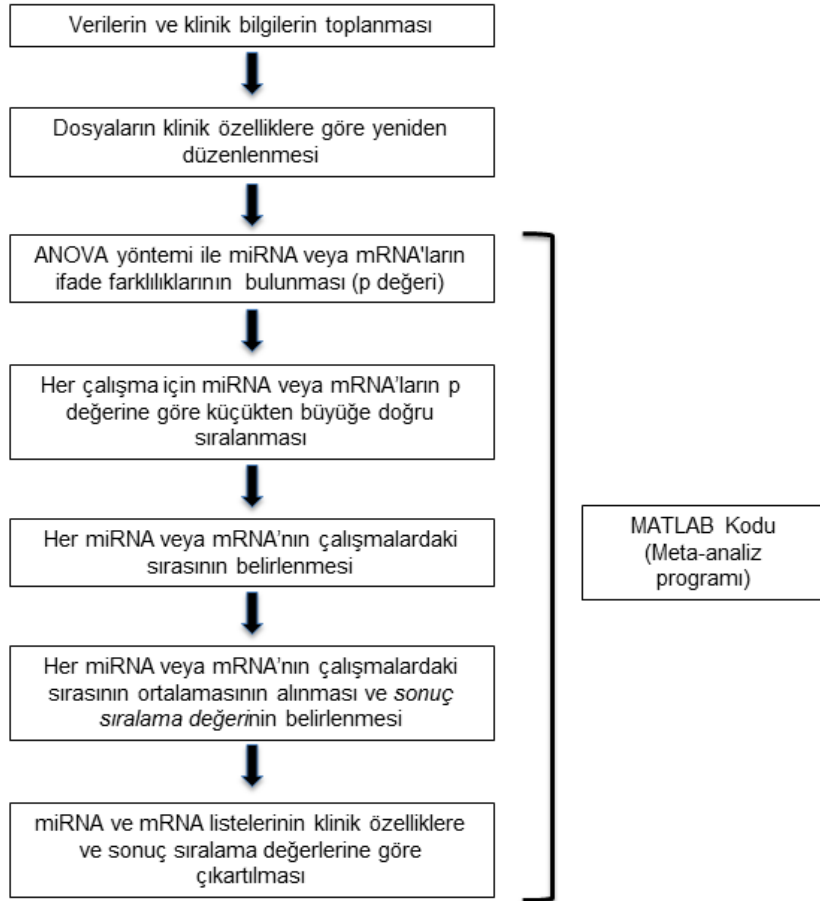 Verilerin ve klinik bilgilerin toplanması
Dosyaların klinik özelliklere göre yeniden
düzenlenmesi
ANOVA yöntemi ile miRNA veya mRNA'ların
ifade farklılıklarının bulunması (p değeri)
Her çalışma için miRNA veya mRNA'ların p
değerine göre küçükten büyüğe doğru
sıralanması
Her miRNA veya mRNA'nın çalışmalardaki
sırasının belirlenmesi
Her miRNA veya mRNA'nın çalışmalardaki
sırasının ortalamasının alınması ve sonuç
sıralama değerinin belirlenmesi
miRNA ve mRNA listelerinin klinik özelliklere
ve sonuç sıralama değerlerine göre
çıkartılması
MATLAB Kodu
(Meta-analiz
programı)